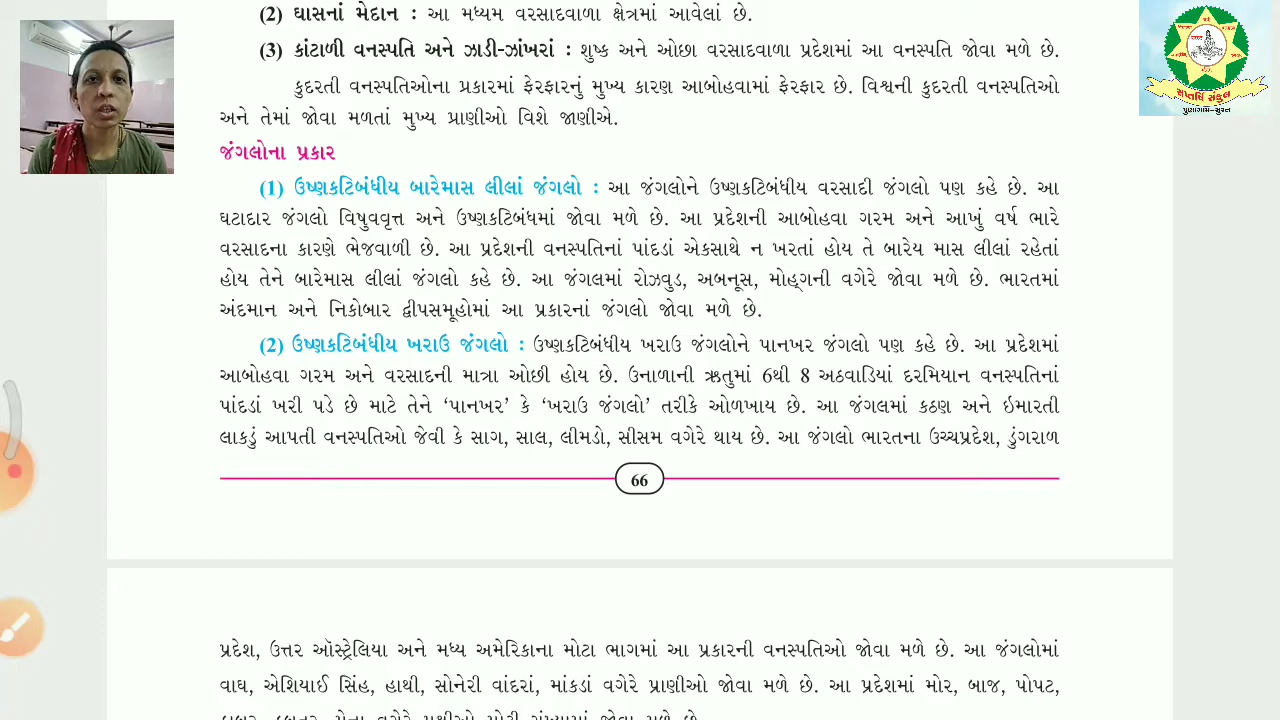 (2) ઘાસનાં મેદાન : આ મધ્યમ વરસાદવાળા ક્ષેત્રમાં આવેલાં છે.
(3) કાંટાળી વનસ્પતિ અને ઝાડી-ઝાંખરાં : શુષ્ક અને ઓછા વરસાદવાળા પ્રદેશમાં આ વનસ્પતિ જોવા મળે છે.
કુદરતી વનસ્પતિઓના પ્રકારમાં ફેરફારનું મુખ્ય કારણ આબોહવામાં ફેરફાર છે. વિશ્વની કુદરતી વનસ્પતિઓ
અને તેમાં જોવા મળતાં મુખ્ય પ્રાણીઓ વિશે જાણીએ.
જંગલોના પ્રકાર
(1) ઉષ્ણકટિબંધીય બારેમાસ લીલાં જંગલો : આ જંગલોને ઉષ્ણકટિબંધીય વરસાદી જંગલો પણ કહે છે. આ
ઘટાદાર જંગલો વિષુવવૃત્ત અને ઉષ્ણકટિબંધમાં જોવા મળે છે. આ પ્રદેશની આબોહવા ગરમ અને આખું વર્ષ ભારે
વરસાદના કારણે ભેજવાળી છે. આ પ્રદેશની વનસ્પતિનાં પાંદડાં એકસાથે ન ખરતાં હોય તે બારેય માસ લીલાં રહેતાં
હોય તેને બારેમાસ લીલાં જંગલો કહે છે. આ જંગલમાં રોઝવુડ, અબનૂસ, મોહ્ગની વગેરે જોવા મળે છે. ભારતમાં
અંદમાન અને નિકોબાર દ્વીપસમૂહોમાં આ પ્રકારનાં જંગલો જોવા મળે છે.
(2) ઉષ્ણકટિબંધીય ખરાઉ જંગલો : ઉષ્ણકટિબંધીય ખરાઉ જંગલોને પાનખર જંગલો પણ કહે છે. આ પ્રદેશમાં
આબોહવા ગરમ અને વરસાદની માત્રા ઓછી હોય છે. ઉનાળાની ઋતુમાં 6થી 8 અઠવાડિયાં દરમિયાન વનસ્પતિનાં
પાંદડાં ખરી પડે છે માટે તેને ‘પાનખર’ કે ‘ખરાઉ જંગલો’ તરીકે ઓળખાય છે. આ જંગલમાં કઠણ અને ઇમારતી
લાકડું આપતી વનસ્પતિઓ જેવી કે સાગ, સાલ, લીમડો, સીસમ વગેરે થાય છે. આ જંગલો ભારતના ઉચ્ચપ્રદેશ, ડુંગરાળ
66
પ્રદેશ, ઉત્તર ઑસ્ટ્રેલિયા અને મધ્ય અમેરિકાના મોટા ભાગમાં આ પ્રકારની વનસ્પતિઓ જોવા મળે છે. આ જંગલોમાં
વાઘ, એશિયાઈ સિંહ, હાથી, સોનેરી વાંદરાં, માંકડાં વગેરે પ્રાણીઓ જોવા મળે છે. આ પ્રદેશમાં મોર, બાજ, પોપટ,
સપ્તર્ષિ સંકુલ
પુણાગામ-સુરત